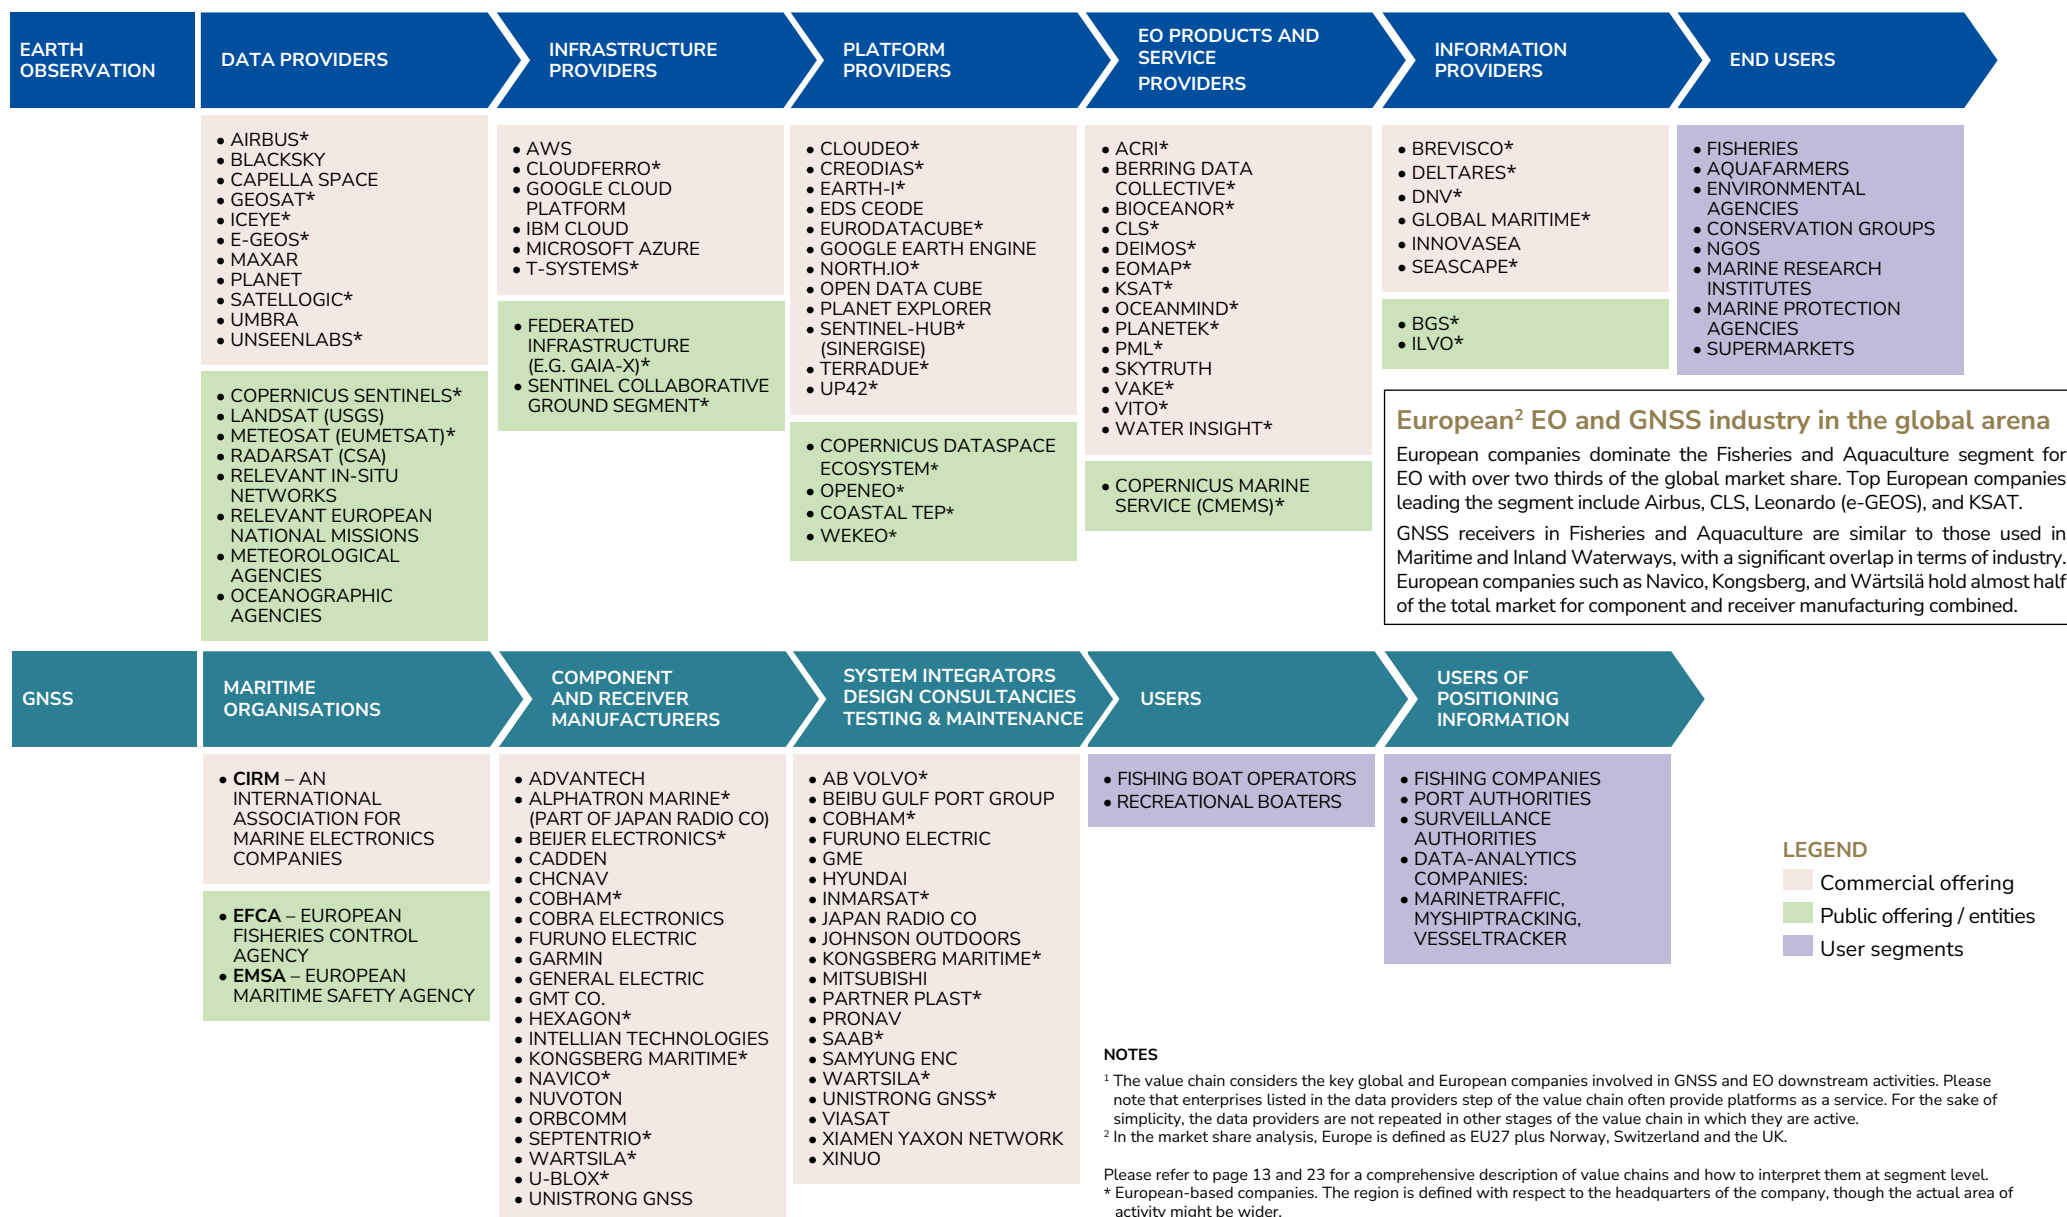 EARTH
OBSERVATION
DATA PROVIDERS
INFRASTRUCTURE
PROVIDERS
PLATFORM
PROVIDERS
EO PRODUCTS AND
SERVICE
PROVIDERS
INFORMATION
PROVIDERS
END USERS
• AIRBUS*
• BLACKSKY
• CAPELLA SPACE
• GEOSAT*
• ICEYE*
• E-GEOS*
• MAXAR
• PLANET
• SATELLOGIC*
• UMBRA
• UNSEENLABS*
• COPERNICUS SENTINELS*
• LANDSAT (USGS)
• METEOSAT (EUMETSAT)*
• RADARSAT (CSA)
• RELEVANT IN-SITU
NETWORKS
• RELEVANT EUROPEAN
NATIONAL MISSIONS
• METEOROLOGICAL
AGENCIES
• OCEANOGRAPHIC
AGENCIES
• AWS
• CLOUDFERRO*
• GOOGLE CLOUD
PLATFORM
• IBM CLOUD
• MICROSOFT AZURE
• T-SYSTEMS*
• FEDERATED
INFRASTRUCTURE
(E.G. GAIA-X)*
• SENTINEL COLLABORATIVE
GROUND SEGMENT*
• CLOUDEO*
• CREODIAS*
• EARTH-I*
• EDS CEODE
• EURODATACUBE*
• GOOGLE EARTH ENGINE
• NORTH.IO*
• OPEN DATA CUBE
• PLANET EXPLORER
• SENTINEL-HUB*
(SINERGISE)
• TERRADUE*
• UP42*
• COPERNICUS DATASPACE
ECOSYSTEM*
• OPENEO*
• COASTAL TEP*
• WEKEO*
• ACRI*
• BERRING DATA
COLLECTIVE*
• BIOCEANOR*
• CLS*
• DEIMOS*
• EOMAP*
• KSAT*
• OCEANMIND*
• PLANETEK*
• PML*
• SKYTRUTH
• VAKE*
• VITO*
• WATER INSIGHT*
• COPERNICUS MARINE
SERVICE (CMEMS)*
• BREVISCO*
• DELTARES*
• DNV*
• GLOBAL MARITIME*
• INNOVASEA
• SEASCAPE*
• BGS*
• ILVO*
• FISHERIES
• AQUAFARMERS
• ENVIRONMENTAL
AGENCIES
• CONSERVATION GROUPS
• NGOS
• MARINE RESEARCH
INSTITUTES
• MARINE PROTECTION
AGENCIES
• SUPERMARKETS
European² EO and GNSS industry in the global arena
European companies dominate the Fisheries and Aquaculture segment for
EO with over two thirds of the global market share. Top European companies
leading the segment include Airbus, CLS, Leonardo (e-GEOS), and KSAT.
GNSS receivers in Fisheries and Aquaculture are similar to those used in
Maritime and Inland Waterways, with a significant overlap in terms of industry.
European companies such as Navico, Kongsberg, and Wärtsilä hold almost half
of the total market for component and receiver manufacturing combined.
GNSS
MARITIME
ORGANISATIONS
COMPONENT
AND RECEIVER
MANUFACTURERS
SYSTEM INTEGRATORS
DESIGN CONSULTANCIES
TESTING & MAINTENANCE
USERS
USERS OF
POSITIONING
INFORMATION
• CIRM – AN
INTERNATIONAL
ASSOCIATION FOR
MARINE ELECTRONICS
COMPANIES
• EFCA – EUROPEAN
FISHERIES CONTROL
AGENCY
• EMSA – EUROPEAN
MARITIME SAFETY AGENCY
• ADVANTECH
• ALPHATRON MARINE*
(PART OF JAPAN RADIO CO)
• BEIJER ELECTRONICS*
• CADDEN
• CHCNAV
• COBHAM*
• COBRA ELECTRONICS
• FURUNO ELECTRIC
• GARMIN
• GENERAL ELECTRIC
• GMT CO.
• HEXAGON*
• INTELLIAN TECHNOLOGIES
• KONGSBERG MARITIME*
• NAVICO*
• NUVOTON
• ORBCOMM
• SEPTENTRIO*
• WARTSILA*
• U-BLOX*
• UNISTRONG GNSS
• AB VOLVO*
• BEIBU GULF PORT GROUP
• COBHAM*
• FURUNO ELECTRIC
• GME
• HYUNDAI
• INMARSAT*
• JAPAN RADIO CO
• JOHNSON OUTDOORS
• KONGSBERG MARITIME*
• MITSUBISHI
• PARTNER PLAST*
• PRONAV
• SAAB*
• SAMYUNG ENC
• WARTSILA*
• UNISTRONG GNSS*
• VIASAT
• XIAMEN YAXON NETWORK
• XINUO
• FISHING BOAT OPERATORS
• RECREATIONAL BOATERS
• FISHING COMPANIES
• PORT AUTHORITIES
• SURVEILLANCE
AUTHORITIES
• DATA-ANALYTICS
COMPANIES:
• MARINETRAFFIC,
MYSHIPTRACKING,
VESSELTRACKER
LEGEND
Commercial offering
Public offering / entities
User segments
NOTES
¹ The value chain considers the key global and European companies involved in GNSS and EO downstream activities. Please
note that enterprises listed in the data providers step of the value chain often provide platforms as a service. For the sake of
simplicity, the data providers are not repeated in other stages of the value chain in which they are active.
² In the market share analysis, Europe is defined as EU27 plus Norway, Switzerland and the UK.
Please refer to page 13 and 23 for a comprehensive description of value chains and how to interpret them at segment level.
* European-based companies. The region is defined with respect to the headquarters of the company, though the actual area of
activity might be wider.